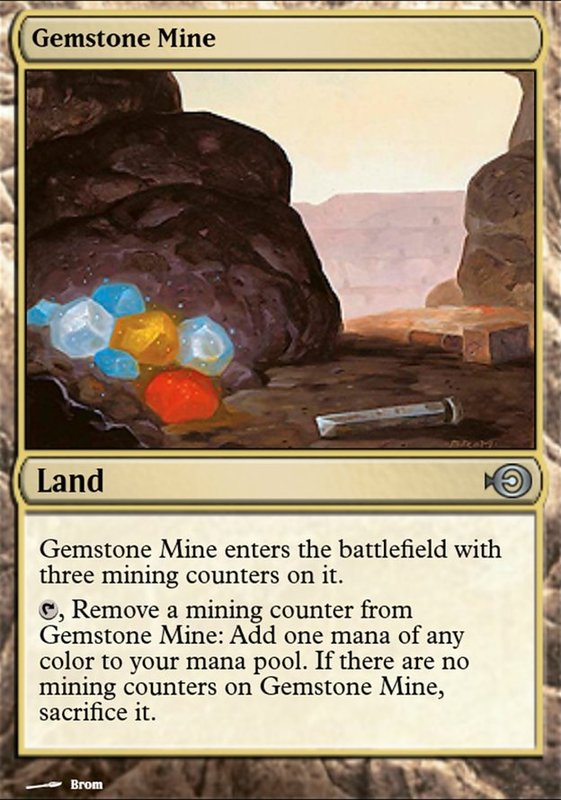 Gemstone Mine
BROM
Land
Gemstone Mine enters the battlefield with
three mining counters on it.
, Remove a mining counter from
Gemstone Mine: Add one mana of any
color to your mana pool. If there are no
mining counters on Gemstone Mine,
sacrifice it.
Brom